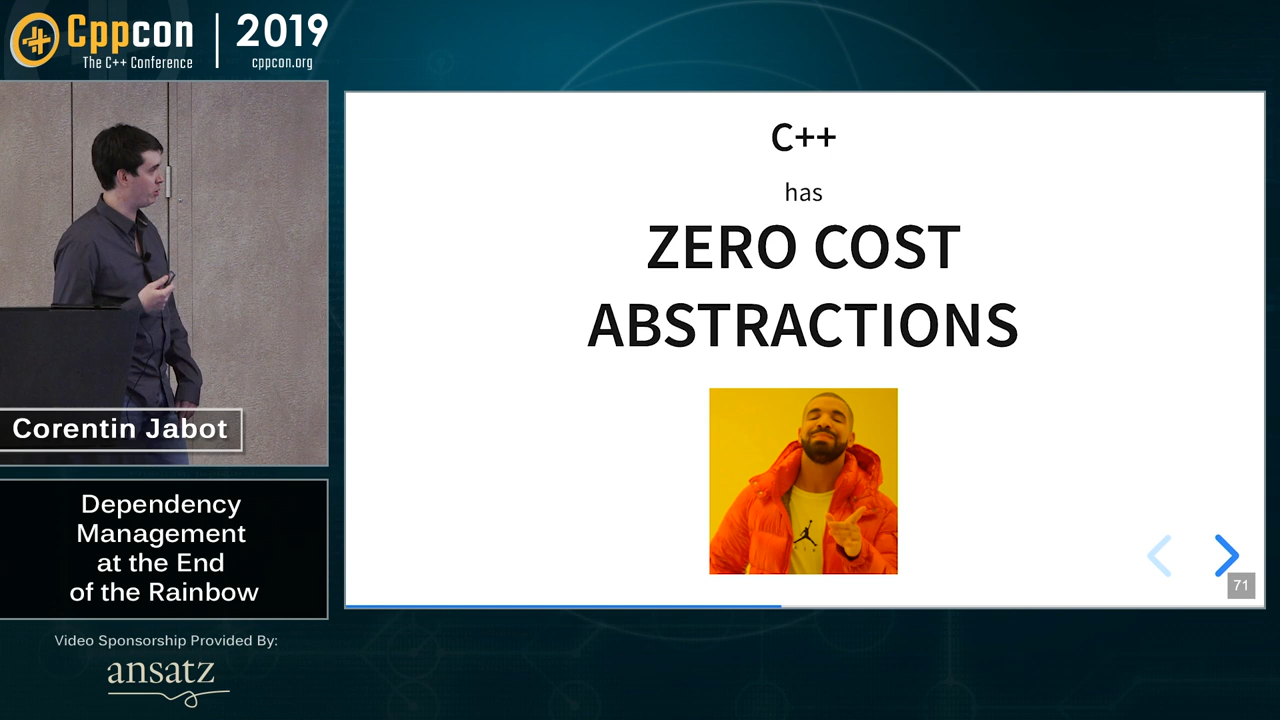 Cppcon
The C++ Conference
2019
cppcon.org
C++
has
ZERO COST
ABSTRACTIONS
71
Corentin Jabot
Dependency
Management
at the End
of the Rainbow
Video Sponsorship Provided By:
ansatz